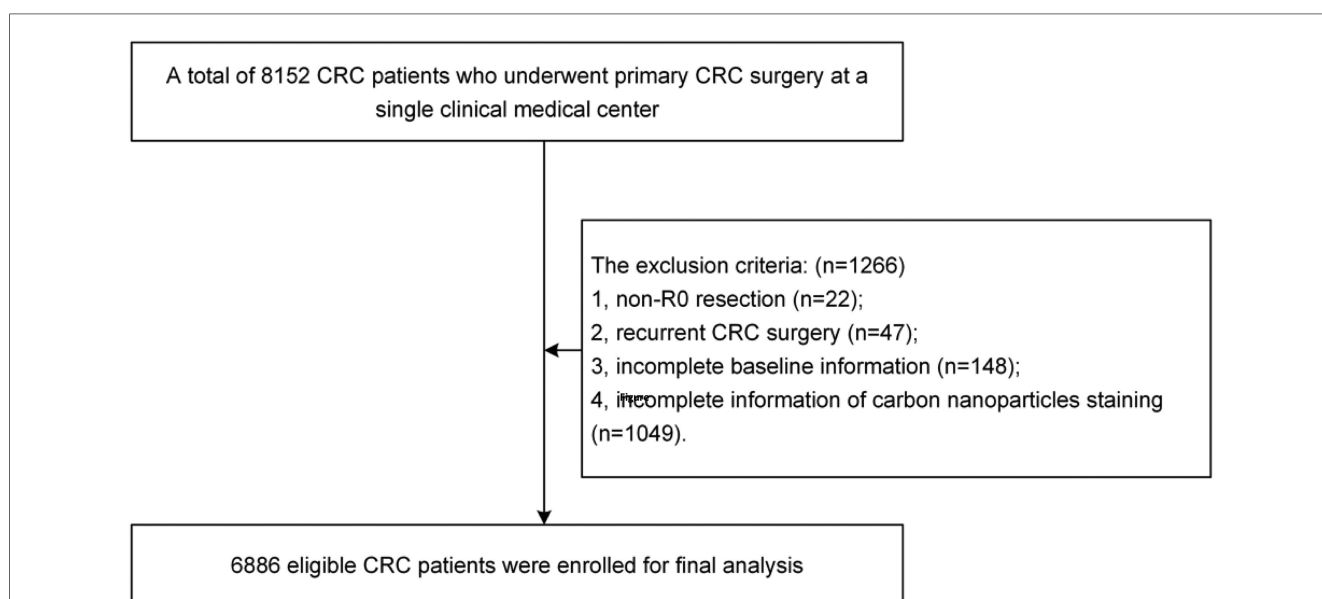 A total of 8152 CRC patients who underwent primary CRC surgery at a
single clinical medical center
The exclusion criteria: (n=1266)
1, non-R0 resection (n=22);
2, recurrent CRC surgery (n=47);
3, incomplete baseline information (n=148);
4, incomplete information of carbon nanoparticles staining
Figure
(n=1049).
6886 eligible CRC patients were enrolled for final analysis